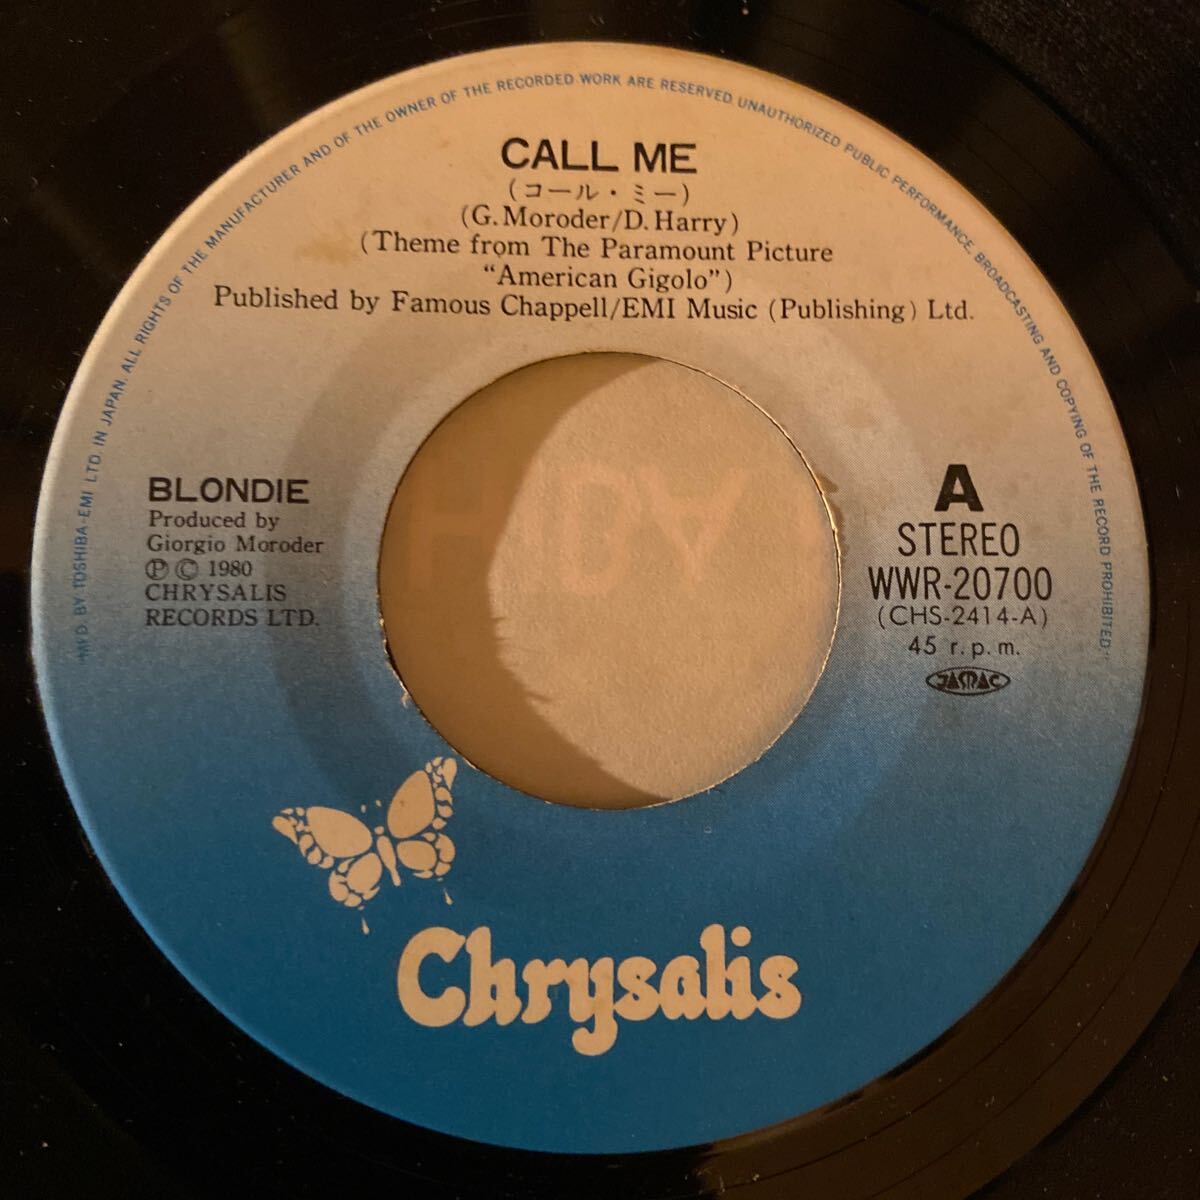 MFD. BY TOSHIBA-EMI LTD. IN JAPAN. ALL RIGHTS OF THE MANUFACTURER AND OF THE OWNER OF THE RECORDED WORK ARE RESERVED. UNAUTHORIZED PUBLIC PERFORMANCE, BROADCASTING AND COPYING OF THE RECORD PROHIBITED.
CALL ME
(コール・ミー)
(G. Moroder/D. Harry)
(Theme from The Paramount Picture
“American Gigolo”)
Published by Famous Chappell/EMI Music (Publishing) Ltd.
BLONDIE
Produced by
Giorgio Moroder
Ⓟ Ⓒ 1980
CHRYSALIS
RECORDS LTD.
A
STEREO
WWR-20700
(CHS-2414-A)
45 r.p.m.
JASRAC
Chrysalis